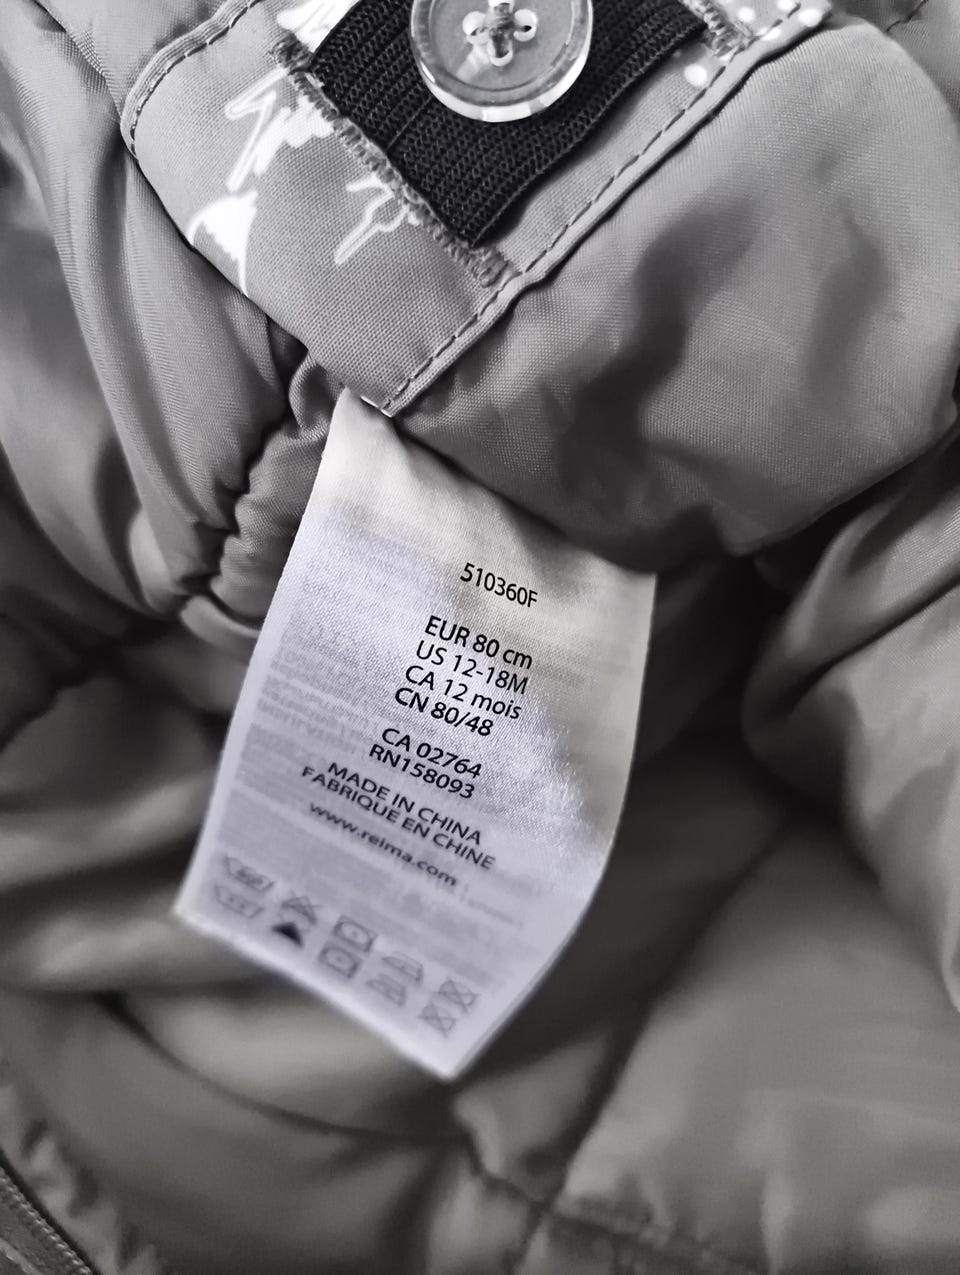 510360F
EUR 80 cm
US 12-18M
CA 12 mois
CN 80/48
CA 02764
RN158093
MADE IN CHINA
FABRIQUE EN CHINE
www.reima.com